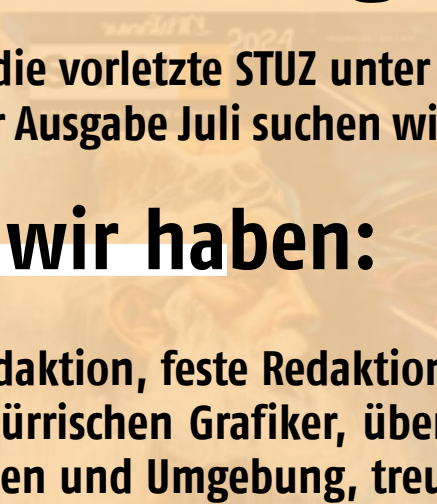 2024
die vorletzte STUZ unter
r Ausgabe Juli suchen wi
wir haben:
daktion, feste Redaktion
ürrischen Grafiker, über
en und Umgebung, treu